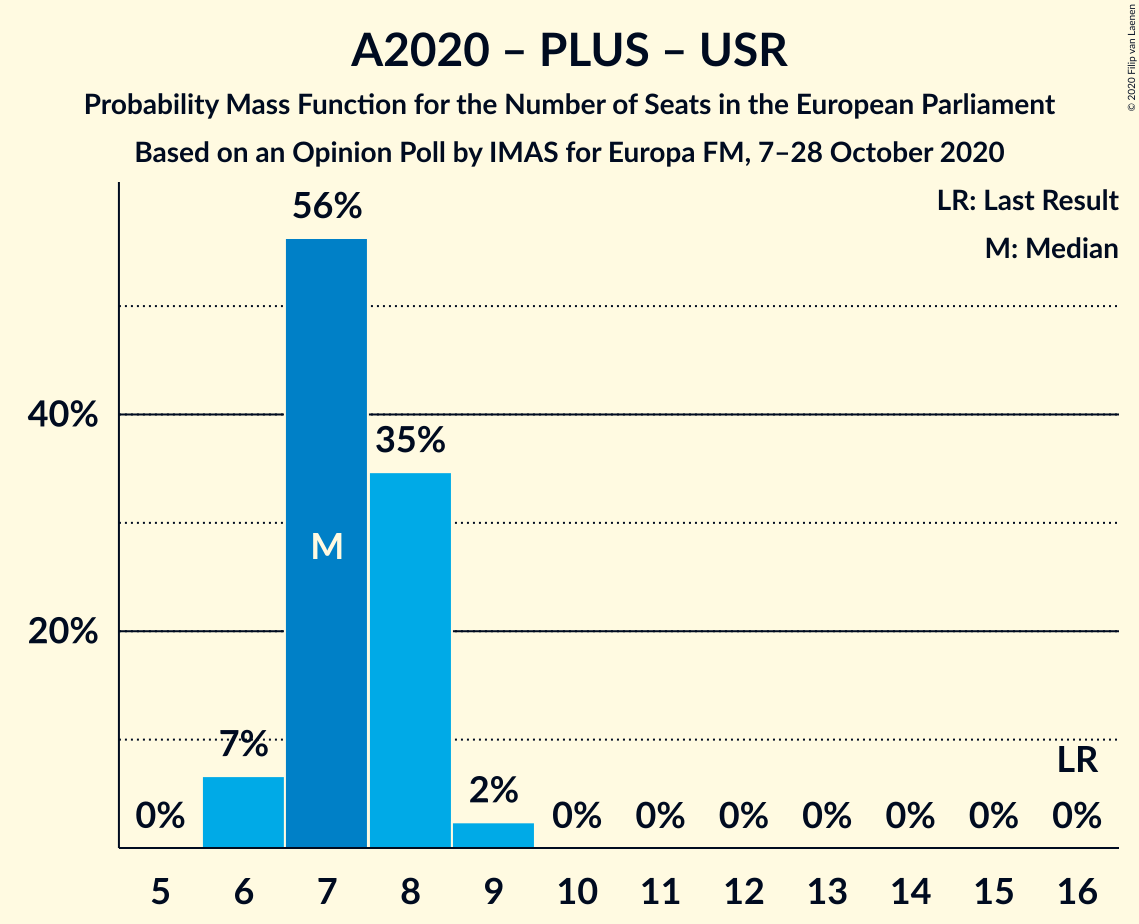 A2020 – PLUS – USR
Probability Mass Function for the Number of Seats in the European Parliament
Based on an Opinion Poll by IMAS for Europa FM, 7–28 October 2020
© 2020 Filip van Laenen
LR: Last Result
M: Median
56%
40%
35%
M
20%
7%
LR
0% 2% 0% 0% 0% 0% 0% 0% 0%
5 6 7 8 9 10 11 12 13 14 15 16